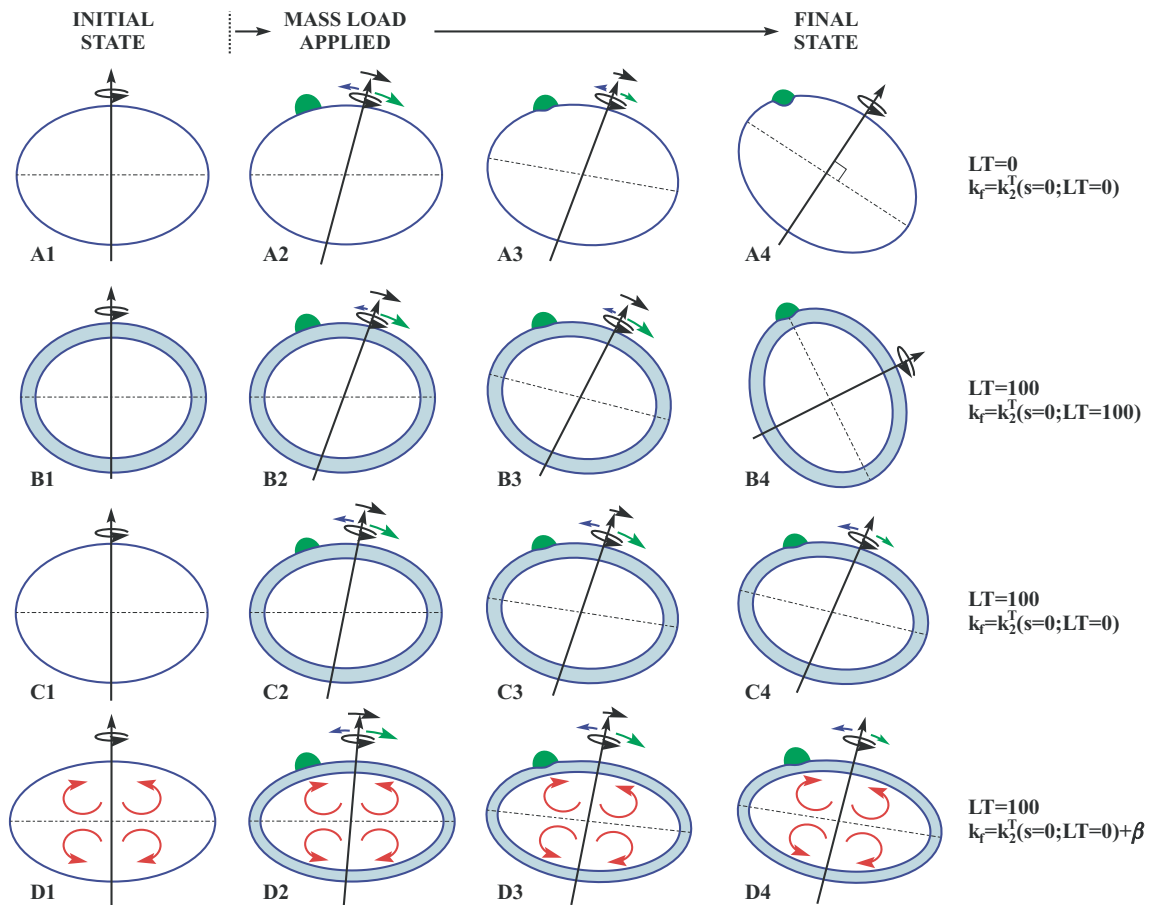 INITIAL
STATE
MASS LOAD
APPLIED
FINAL
STATE
A1
A2
A3
A4
LT=0
k_f=k_2^T(s=0;LT=0)
B1
B2
B3
B4
LT=100
k_f=k_2^T(s=0;LT=100)
C1
C2
C3
C4
LT=100
k_f=k_2^T(s=0;LT=0)
D1
D2
D3
D4
LT=100
k_f=k_2^T(s=0;LT=0)+β